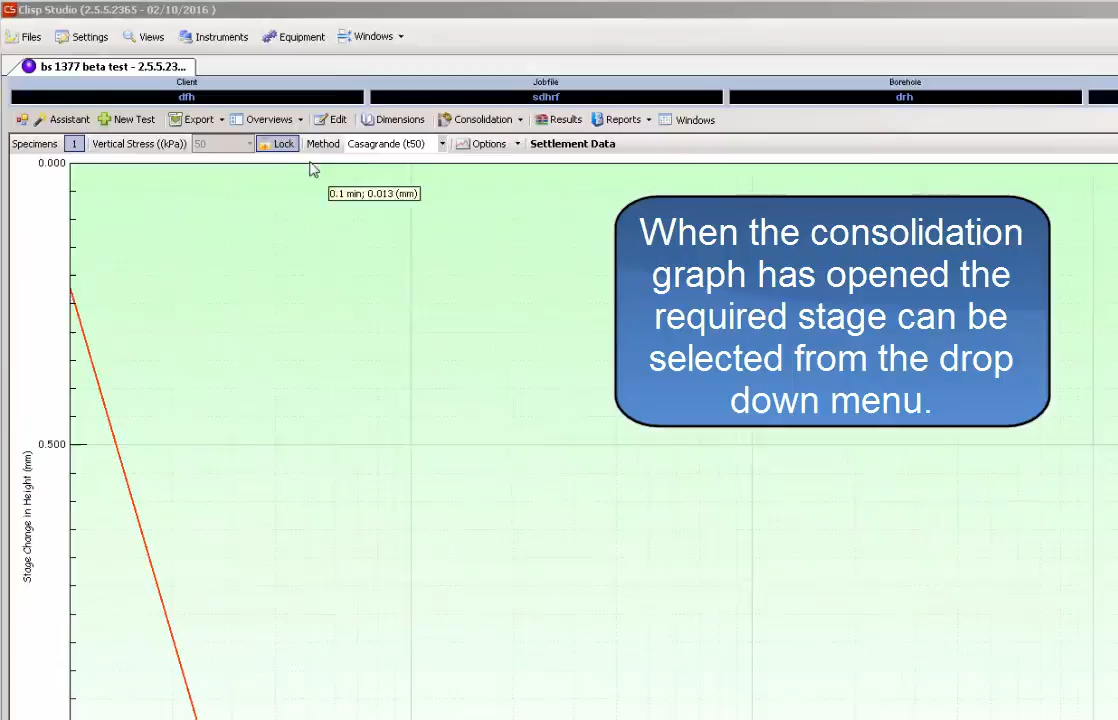 CS Clisp Studio (2.5.5.2365 - 02/10/2016 )
Files Settings Views Instruments Equipment Windows
bs 1377 beta test - 2.5.5.23...
Client Jobfile Borehole
dfh sdhrf drh
Assistant New Test Export Overviews Edit Dimensions Consolidation Results Reports Windows
Specimens 1 Vertical Stress ((kPa)) 50 Lock Method Casagrande (t50) Options Settlement Data
0.000
0.1 min; 0.013 (mm)
When the consolidation
graph has opened the
required stage can be
selected from the drop
down menu.
0.500
Stage Change in Height (mm)